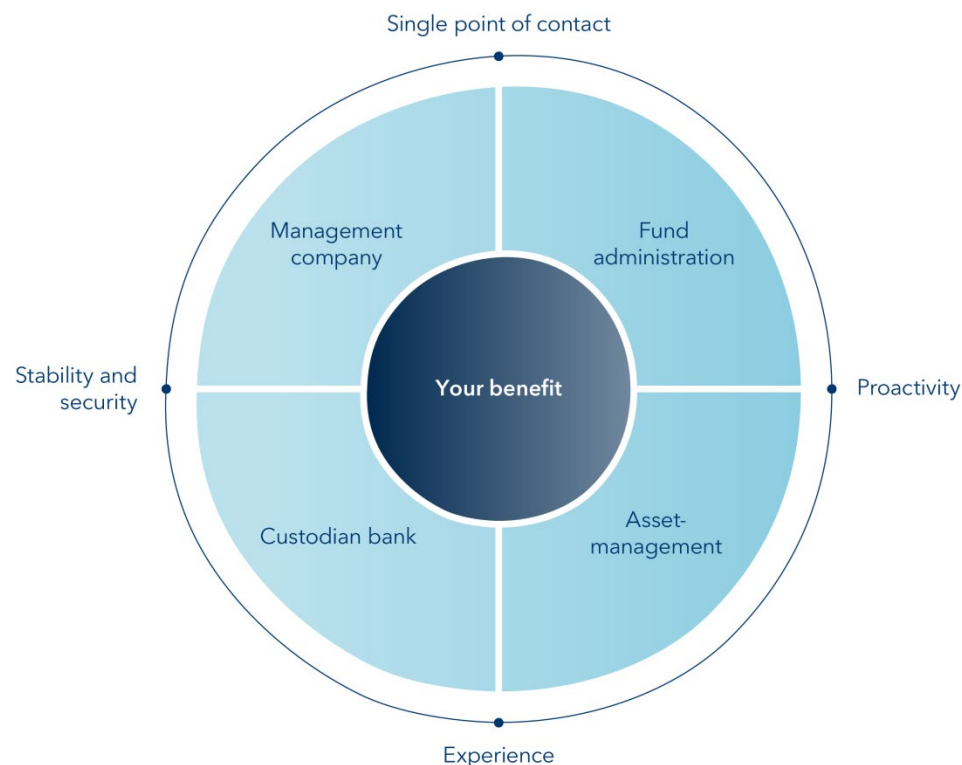 Single point of contact
Management
company
Fund
administration
Stability and
security
Your benefit
Proactivity
Custodian bank
Asset-
management
Experience